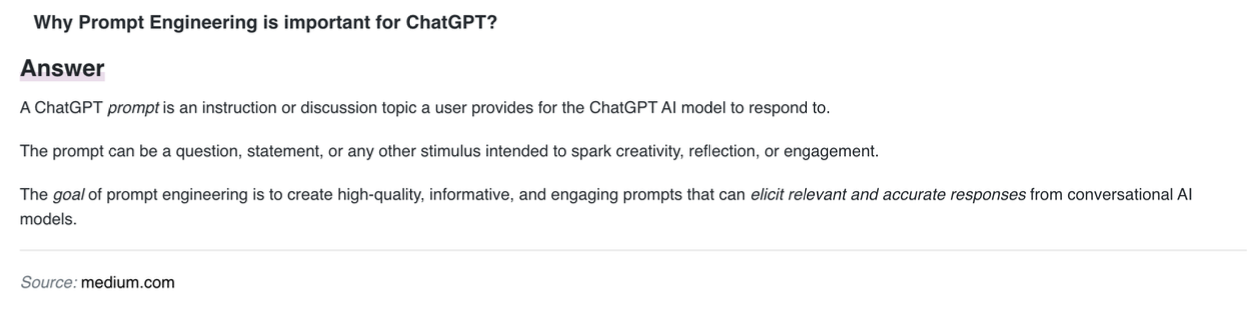 Why Prompt Engineering is important for ChatGPT?
Answer
A ChatGPT prompt is an instruction or discussion topic a user provides for the ChatGPT AI model to respond to.
The prompt can be a question, statement, or any other stimulus intended to spark creativity, reflection, or engagement.
The goal of prompt engineering is to create high-quality, informative, and engaging prompts that can elicit relevant and accurate responses from conversational AI
models.
Source: medium.com